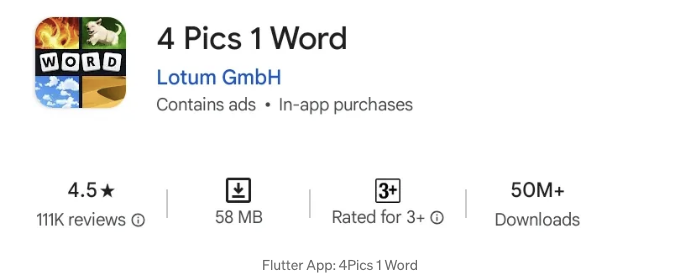 WORD
4 Pics 1 Word
Lotum GmbH
Contains ads • In-app purchases
4.5★
111K reviews
58 MB
3+
Rated for 3+
50M+
Downloads
Flutter App: 4Pics 1 Word